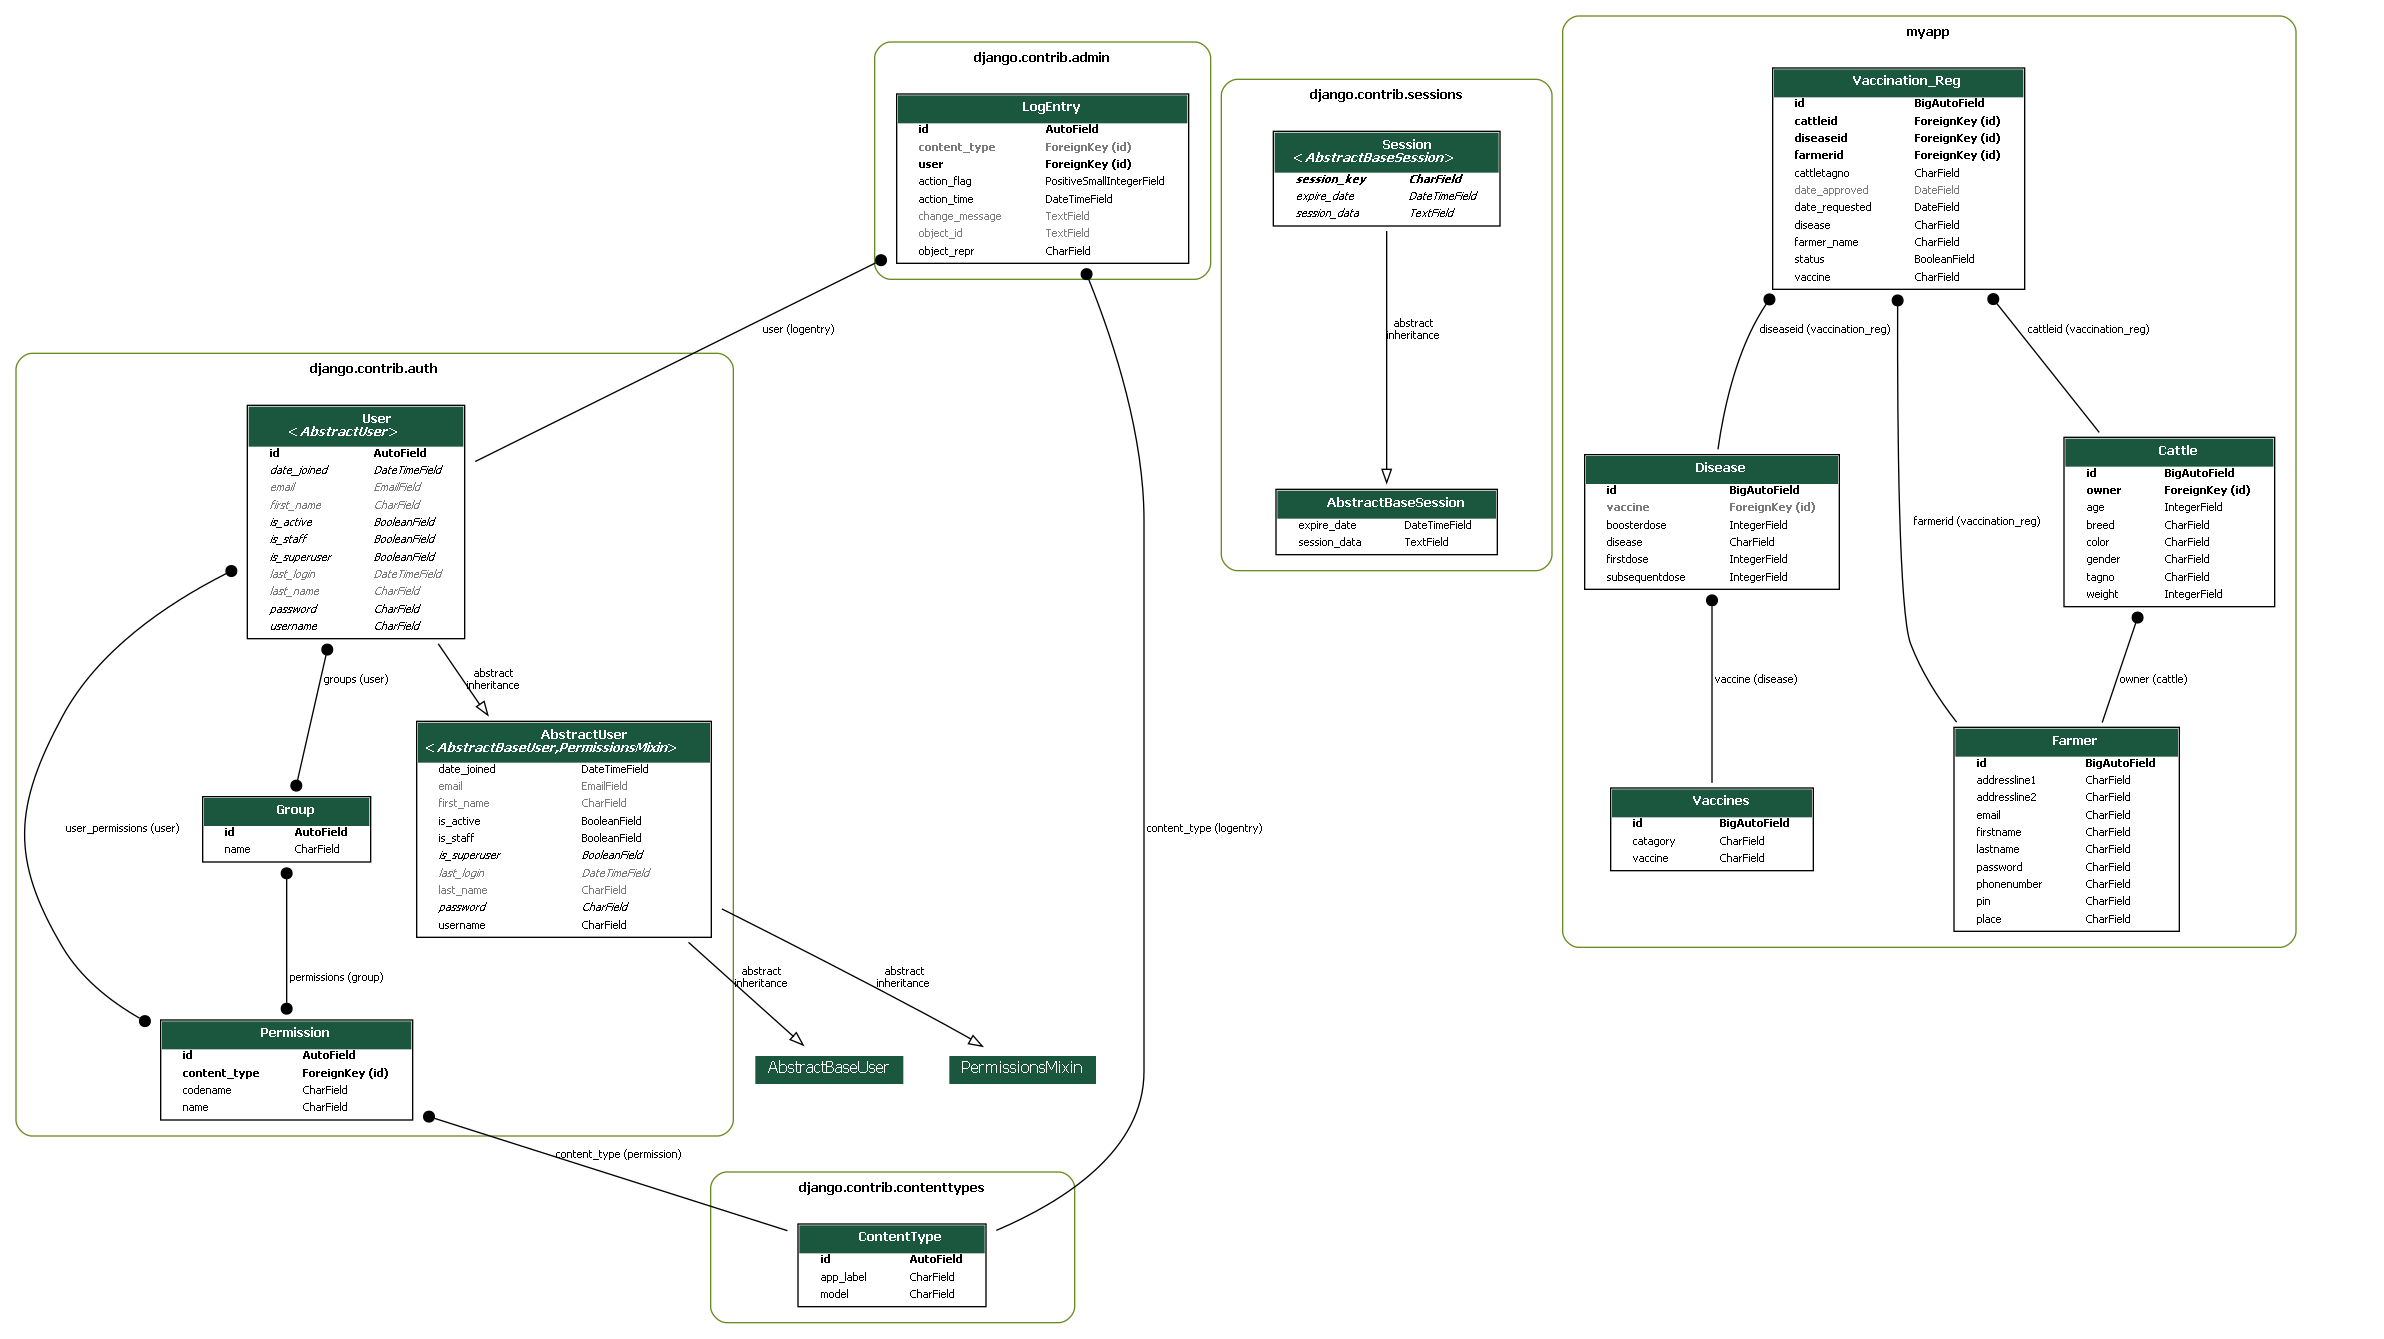 django.contrib.admin
LogEntry
id AutoField
content_type ForeignKey (id)
user ForeignKey (id)
action_flag PositiveSmallIntegerField
action_time DateTimeField
change_message TextField
object_id TextField
object_repr CharField
django.contrib.sessions
Session
<AbstractBaseSession>
session_key CharField
expire_date DateTimeField
session_data TextField
abstract
inheritance
AbstractBaseSession
expire_date DateTimeField
session_data TextField
myapp
Vaccination_Reg
id BigAutoField
cattleid ForeignKey (id)
diseaseid ForeignKey (id)
farmerid ForeignKey (id)
cattletagno CharField
date_approved DateField
date_requested DateField
disease CharField
farmer_name CharField
status BooleanField
vaccine CharField
diseaseid (vaccination_reg)
cattleid (vaccination_reg)
farmerid (vaccination_reg)
Disease
id BigAutoField
vaccine ForeignKey (id)
boosterdose IntegerField
disease CharField
firstdose IntegerField
subsequentdose IntegerField
Cattle
id BigAutoField
owner ForeignKey (id)
age IntegerField
breed CharField
color CharField
gender CharField
tagno CharField
weight IntegerField
vaccine (disease)
owner (cattle)
Vaccines
id BigAutoField
catagory CharField
vaccine CharField
Farmer
id BigAutoField
addressline1 CharField
addressline2 CharField
email CharField
firstname CharField
lastname CharField
password CharField
phonenumber CharField
pin CharField
place CharField
user (logentry)
django.contrib.auth
User
<AbstractUser>
id AutoField
date_joined DateTimeField
email EmailField
first_name CharField
is_active BooleanField
is_staff BooleanField
is_superuser BooleanField
last_login DateTimeField
last_name CharField
password CharField
username CharField
groups (user)
abstract
inheritance
AbstractUser
<AbstractBaseUser,PermissionsMixin>
date_joined DateTimeField
email EmailField
first_name CharField
is_active BooleanField
is_staff BooleanField
is_superuser BooleanField
last_login DateTimeField
last_name CharField
password CharField
username CharField
Group
id AutoField
name CharField
user_permissions (user)
content_type (logentry)
permissions (group)
abstract
inheritance
abstract
inheritance
Permission
id AutoField
content_type ForeignKey (id)
codename CharField
name CharField
AbstractBaseUser
PermissionsMixin
content_type (permission)
django.contrib.contenttypes
ContentType
id AutoField
app_label CharField
model CharField